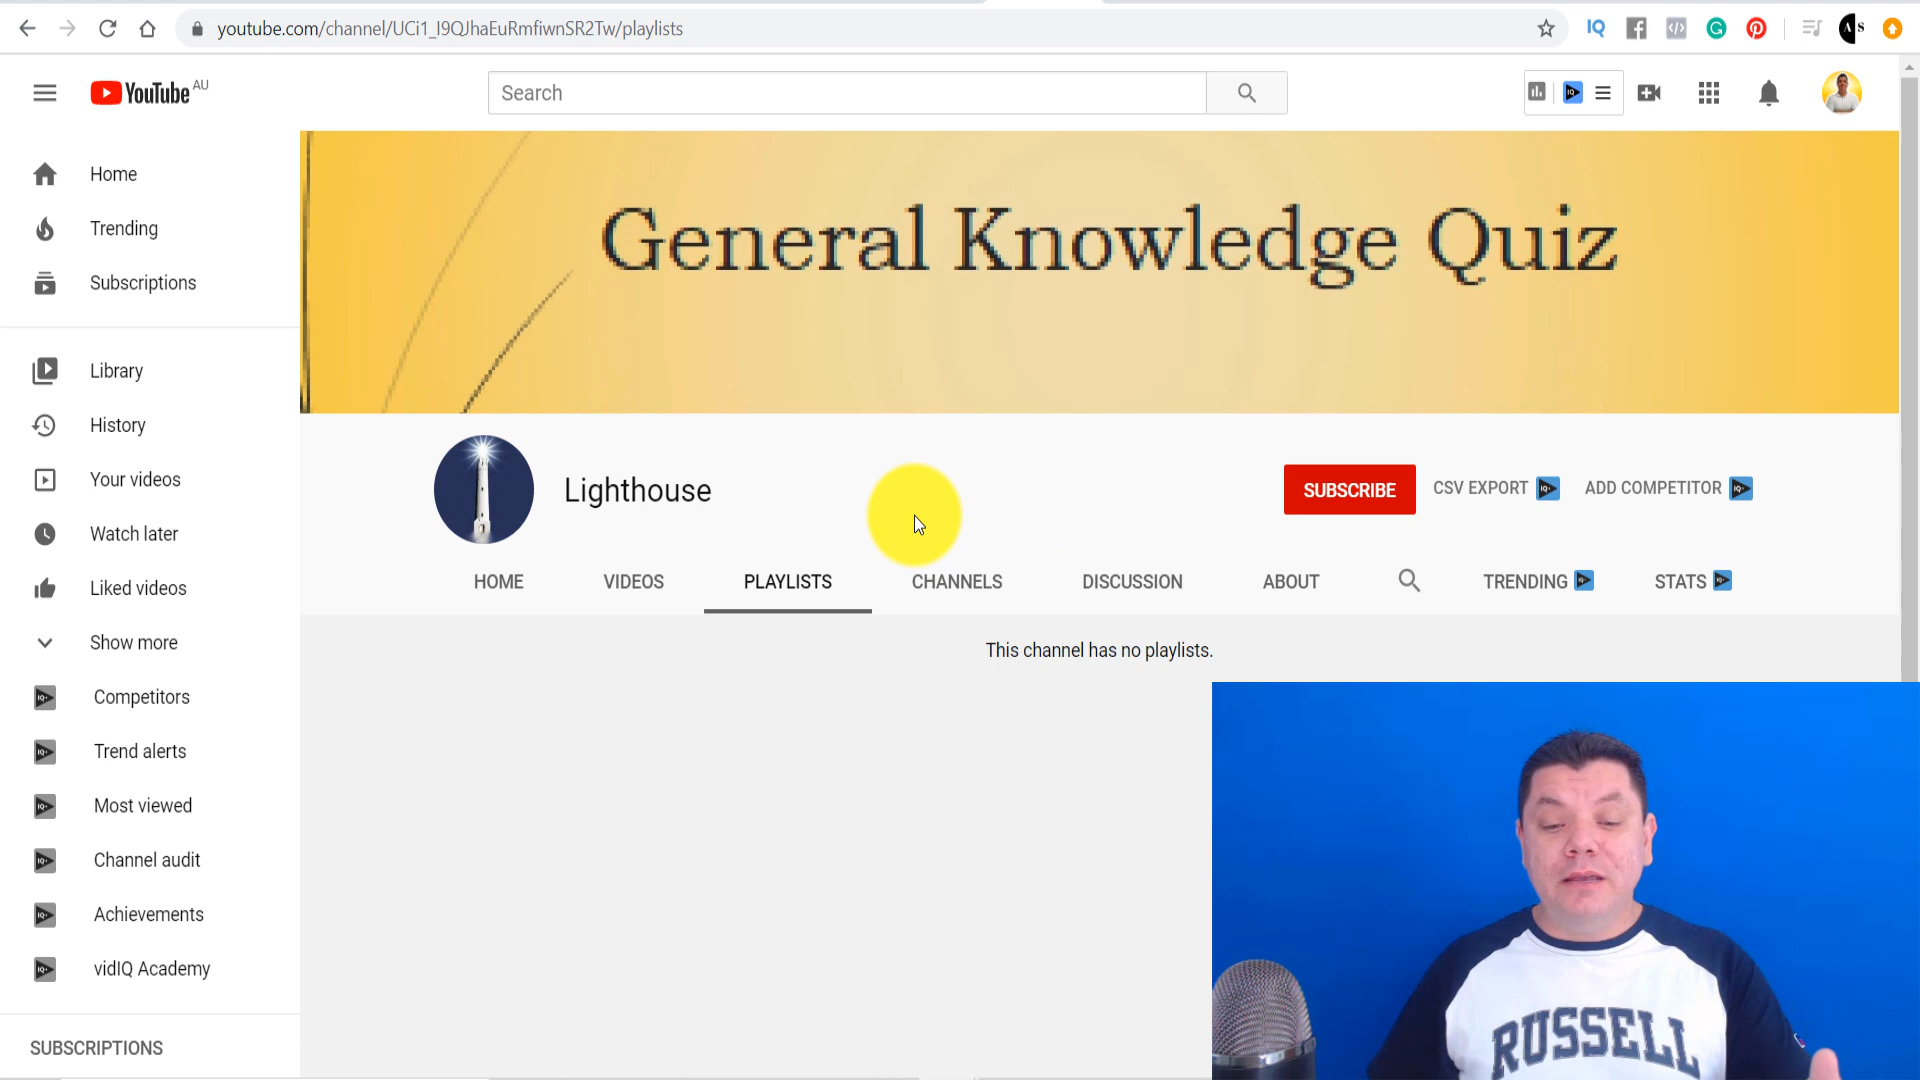 youtube.com/channel/UCi1_I9QJhaEuRmfiwnSR2Tw/playlists
IQ
A S
YouTube AU
Search
Home
Trending
Subscriptions
Library
History
Your videos
Watch later
Liked videos
Show more
Competitors
Trend alerts
Most viewed
Channel audit
Achievements
vidIQ Academy
SUBSCRIPTIONS
General Knowledge Quiz
Lighthouse
SUBSCRIBE
CSV EXPORT
ADD COMPETITOR
HOME
VIDEOS
PLAYLISTS
CHANNELS
DISCUSSION
ABOUT
TRENDING
STATS
This channel has no playlists.
RUSSELL